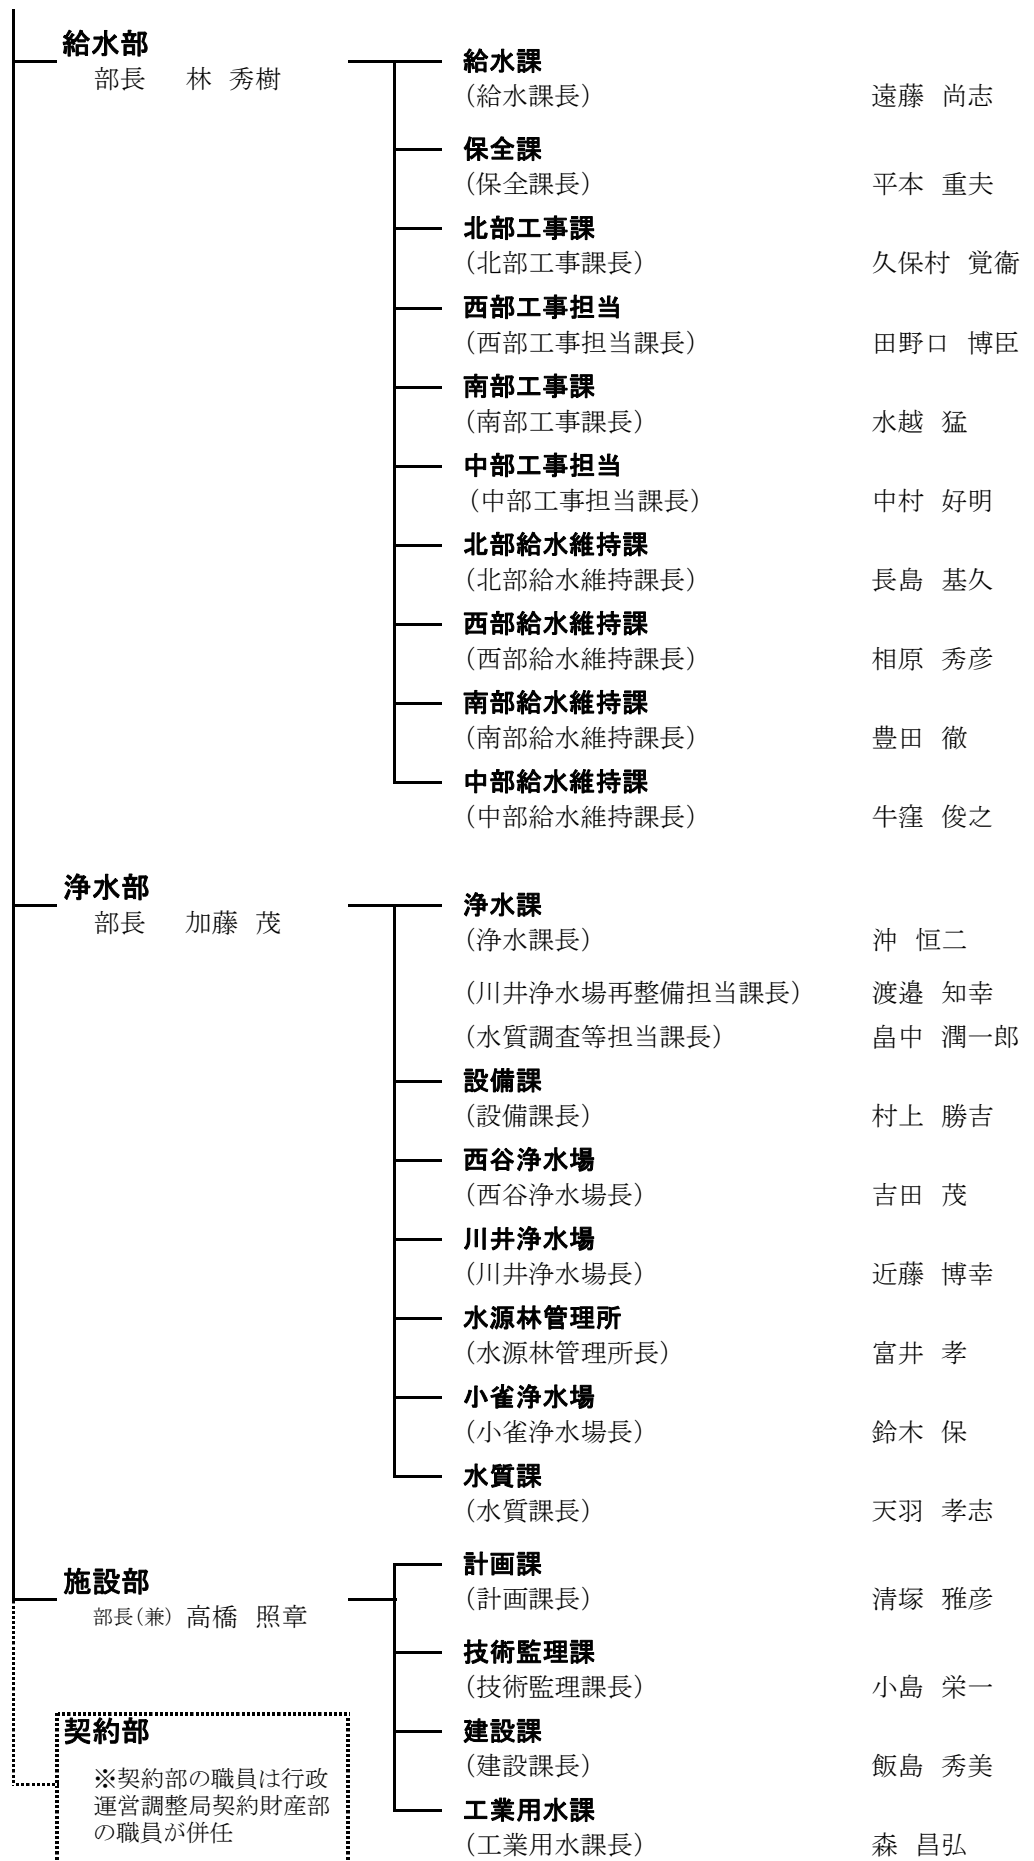 給水部
部長 林 秀樹
給水課
(給水課長) 遠藤 尚志
保全課
(保全課長) 平本 重夫
北部工事課
(北部工事課長) 久保村 覚衞
西部工事担当
(西部工事担当課長) 田野口 博臣
南部工事課
(南部工事課長) 水越 猛
中部工事担当
(中部工事担当課長) 中村 好明
北部給水維持課
(北部給水維持課長) 長島 基久
西部給水維持課
(西部給水維持課長) 相原 秀彦
南部給水維持課
(南部給水維持課長) 豊田 徹
中部給水維持課
(中部給水維持課長) 牛窪 俊之
浄水部
部長 加藤 茂
浄水課
(浄水課長) 沖 恒二
(川井浄水場再整備担当課長) 渡邉 知幸
(水質調査等担当課長) 畠中 潤一郎
設備課
(設備課長) 村上 勝吉
西谷浄水場
(西谷浄水場長) 吉田 茂
川井浄水場
(川井浄水場長) 近藤 博幸
水源林管理所
(水源林管理所長) 富井 孝
小雀浄水場
(小雀浄水場長) 鈴木 保
水質課
(水質課長) 天羽 孝志
施設部
部長(兼) 高橋 照章
計画課
(計画課長) 清塚 雅彦
技術監理課
(技術監理課長) 小島 栄一
建設課
(建設課長) 飯島 秀美
工業用水課
(工業用水課長) 森 昌弘
契約部
※契約部の職員は行政
運営調整局契約財産部
の職員が併任